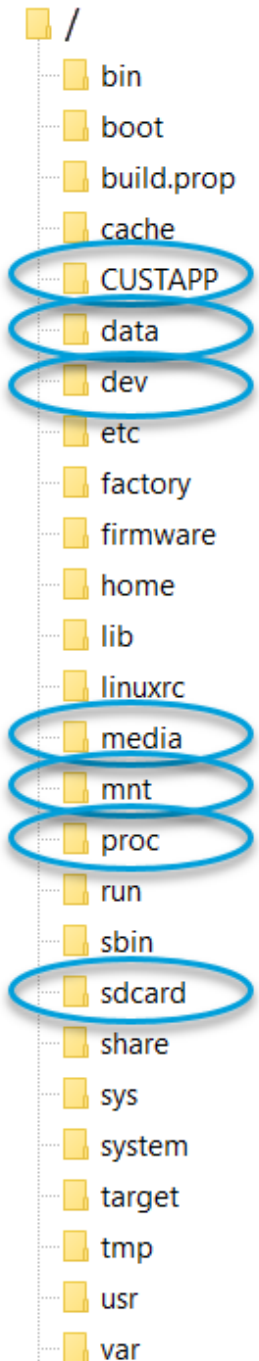 /
bin
boot
build.prop
cache
CUSTAPP
data
dev
etc
factory
firmware
home
lib
linuxrc
media
mnt
proc
run
sbin
sdcard
share
sys
system
target
tmp
usr
var